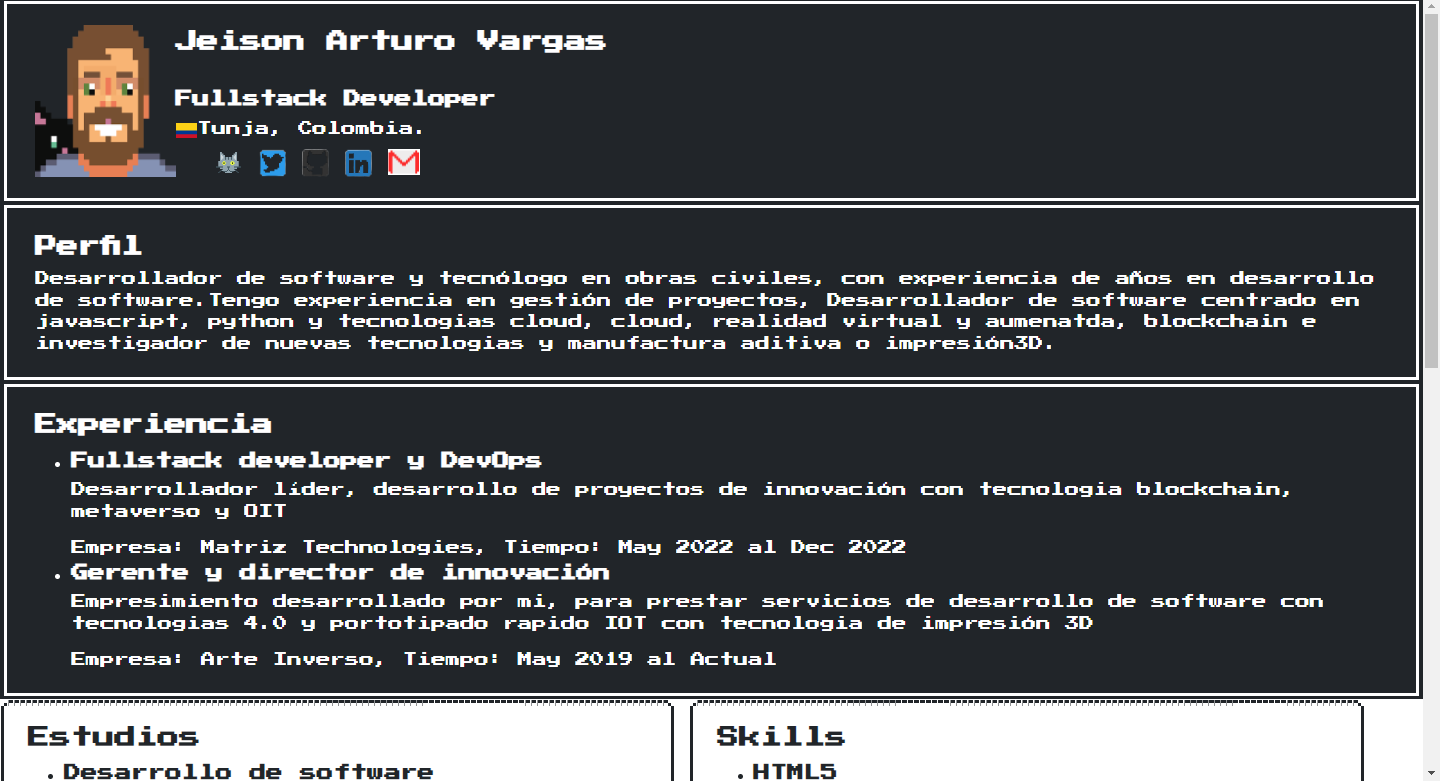 Jeison Arturo Vargas
Fullstack Developer
Tunja, Colombia.
Perfil
Desarrollador de software y tecnólogo en obras civiles, con experiencia de años en desarrollo
de software.Tengo experiencia en gestión de proyectos, Desarrollador de software centrado en
javascript, python y tecnologias cloud, cloud, realidad virtual y aumenatda, blockchain e
investigador de nuevas tecnologias y manufactura aditiva o impresión3D.
Experiencia
• Fullstack developer y DevOps
Desarrollador líder, desarrollo de proyectos de innovación con tecnologia blockchain,
metaverso y OIT
Empresa: Matriz Technologies, Tiempo: May 2022 al Dec 2022
• Gerente y director de innovación
Empresimiento desarrollado por mi, para prestar servicios de desarrollo de software con
tecnologias 4.0 y portotipado rapido IOT con tecnologia de impresión 3D
Empresa: Arte Inverso, Tiempo: May 2019 al Actual
Estudios
• Desarrollo de software
Skills
• HTML5